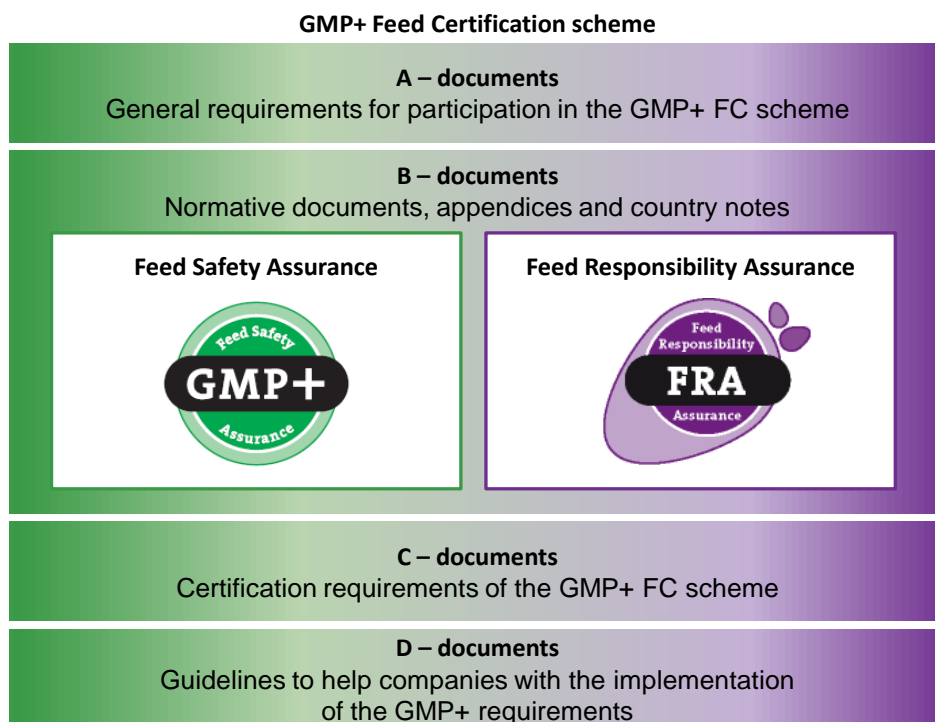 GMP+ Feed Certification scheme
A – documents
General requirements for participation in the GMP+ FC scheme
B – documents
Normative documents, appendices and country notes
Feed Safety Assurance
Feed Safety
GMP+
Assurance
Feed Responsibility Assurance
Feed
Responsibility
FRA
Assurance
C – documents
Certification requirements of the GMP+ FC scheme
D – documents
Guidelines to help companies with the implementation
of the GMP+ requirements